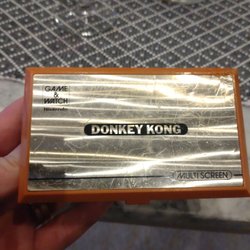 GAME
&
WATCH
Nintendo
DONKEY KONG
MULTI SCREEN